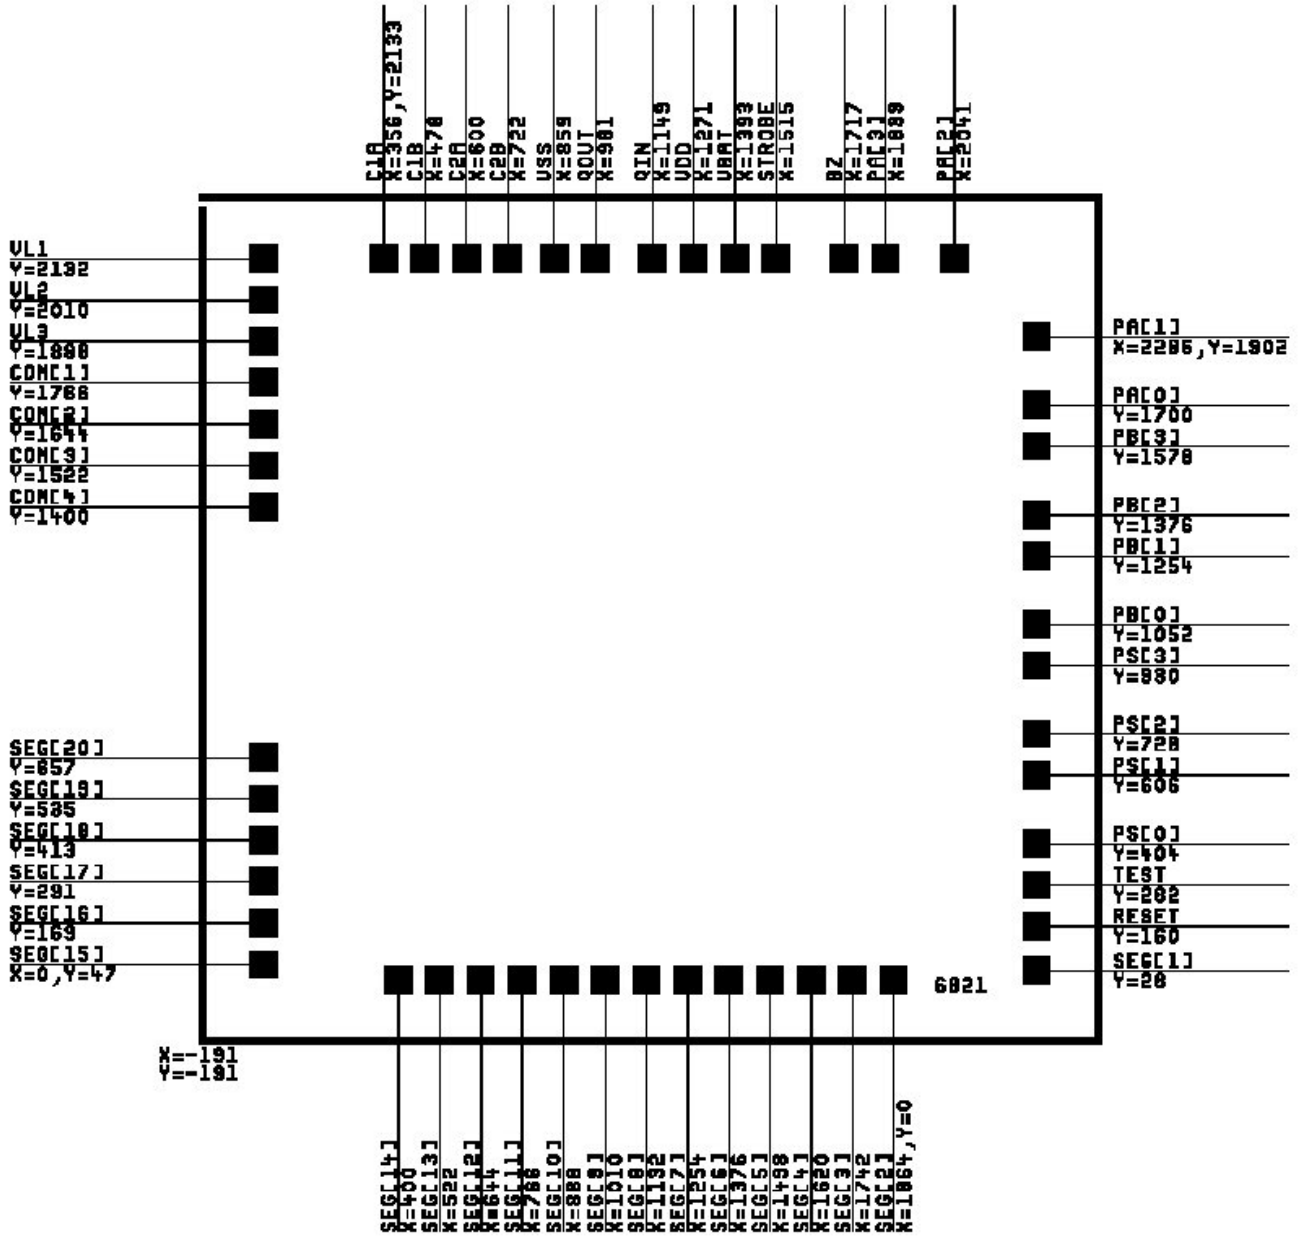 C1A
X=356,Y=2133
C1B
X=478
C2A
X=600
C2B
X=722
VSS
X=859
QOUT
X=981
QIN
X=1149
VDD
X=1271
VBAT
X=1393
STROBE
X=1515
BZ
X=1717
PA[3]
X=1839
PA[2]
X=2041
VL1
Y=2132
VL2
Y=2010
VL3
Y=1888
COM[1]
Y=1766
COM[2]
Y=1644
COM[3]
Y=1522
COM[4]
Y=1400
SEG[20]
Y=657
SEG[19]
Y=535
SEG[18]
Y=413
SEG[17]
Y=291
SEG[16]
Y=169
SEG[15]
X=0,Y=47
X=-191
Y=-191
PA[1]
X=2286,Y=1902
PA[0]
Y=1700
PB[3]
Y=1578
PB[2]
Y=1376
PB[1]
Y=1254
PB[0]
Y=1052
PS[3]
Y=930
PS[2]
Y=728
PS[1]
Y=606
PS[0]
Y=404
TEST
Y=282
RESET
Y=160
SEG[1]
Y=28
6821
SEG[14]
X=400
SEG[13]
X=522
SEG[12]
X=644
SEG[11]
X=766
SEG[10]
X=888
SEG[9]
X=1010
SEG[8]
X=1132
SEG[7]
X=1254
SEG[6]
X=1376
SEG[5]
X=1498
SEG[4]
X=1620
SEG[3]
X=1742
SEG[2]
X=1864,Y=0